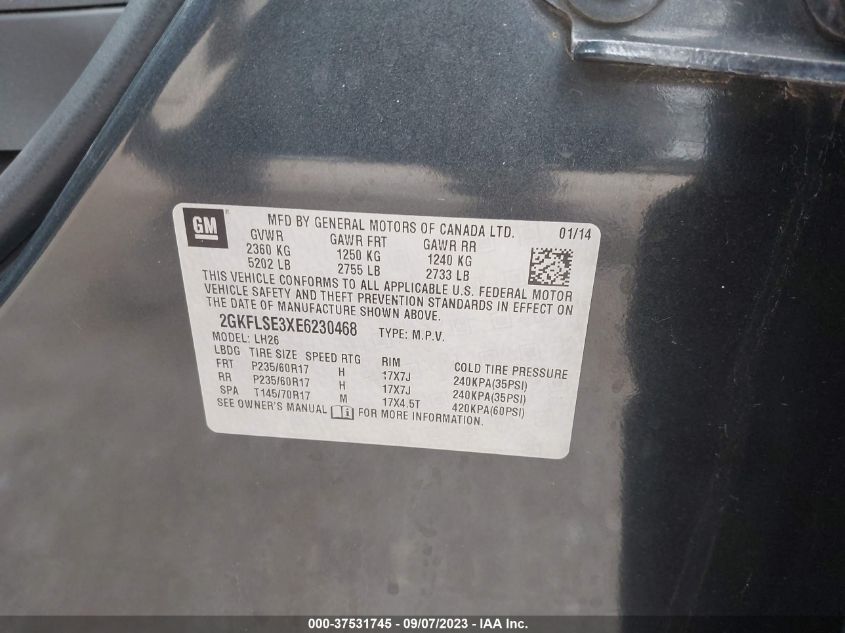 GM ® MFD BY GENERAL MOTORS OF CANADA LTD. 01/14
GVWR GAWR FRT GAWR RR
2360 KG 1250 KG 1240 KG
5202 LB 2755 LB 2733 LB
THIS VEHICLE CONFORMS TO ALL APPLICABLE U.S. FEDERAL MOTOR
VEHICLE SAFETY AND THEFT PREVENTION STANDARDS IN EFFECT ON
THE DATE OF MANUFACTURE SHOWN ABOVE.
2GKFLSE3XE6230468 TYPE: M.P.V.
MODEL: LH26
LBDG TIRE SIZE SPEED RTG RIM COLD TIRE PRESSURE
FRT P235/60R17 H 17X7J 240KPA(35PSI)
RR P235/60R17 H 17X7J 240KPA(35PSI)
SPA T145/70R17 M 17X4.5T 420KPA(60PSI)
SEE OWNER'S MANUAL FOR MORE INFORMATION.
000-37531745 - 09/07/2023 - IAA Inc.